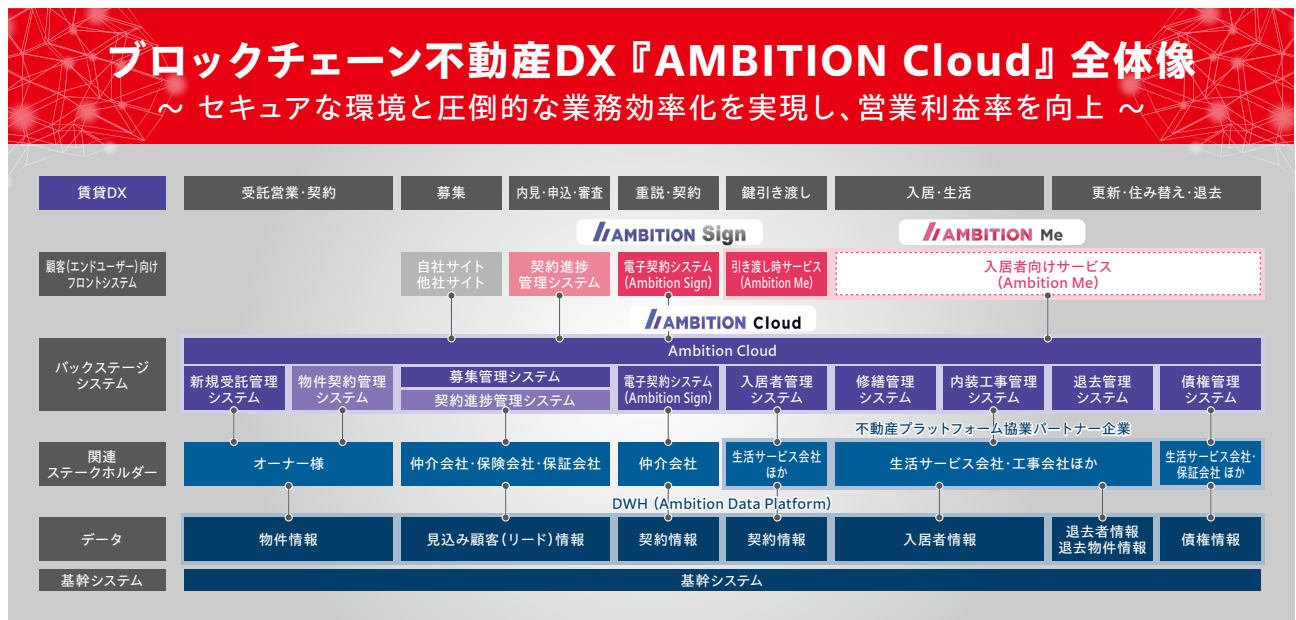 ブロックチェーン不動産DX『AMBITION Cloud』全体像
～ セキュアな環境と圧倒的な業務効率化を実現し、営業利益率を向上 ～
賃貸DX
受託営業・契約
募集
内見・申込・審査
重説・契約
鍵引き渡し
入居・生活
更新・住み替え・退去
AMBITION Sign
AMBITION Me
顧客(エンドユーザー)向け
フロントシステム
自社サイト
他社サイト
契約進捗
管理システム
電子契約システム
(Ambition Sign)
引き渡し時サービス
(Ambition Me)
入居者向けサービス
(Ambition Me)
AMBITION Cloud
バックステージ
システム
Ambition Cloud
新規受託管理
システム
物件契約管理
システム
募集管理システム
契約進捗管理システム
電子契約システム
(Ambition Sign)
入居者管理
システム
修繕管理
システム
内装工事管理
システム
退去管理
システム
債権管理
システム
不動産プラットフォーム協業パートナー企業
関連
ステークホルダー
オーナー様
仲介会社・保険会社・保証会社
仲介会社
生活サービス会社
ほか
生活サービス会社・工事会社ほか
生活サービス会社・
保証会社 ほか
DWH (Ambition Data Platform)
データ
物件情報
見込み顧客(リード)情報
契約情報
契約情報
入居者情報
退去者情報
退去物件情報
債権情報
基幹システム
基幹システム